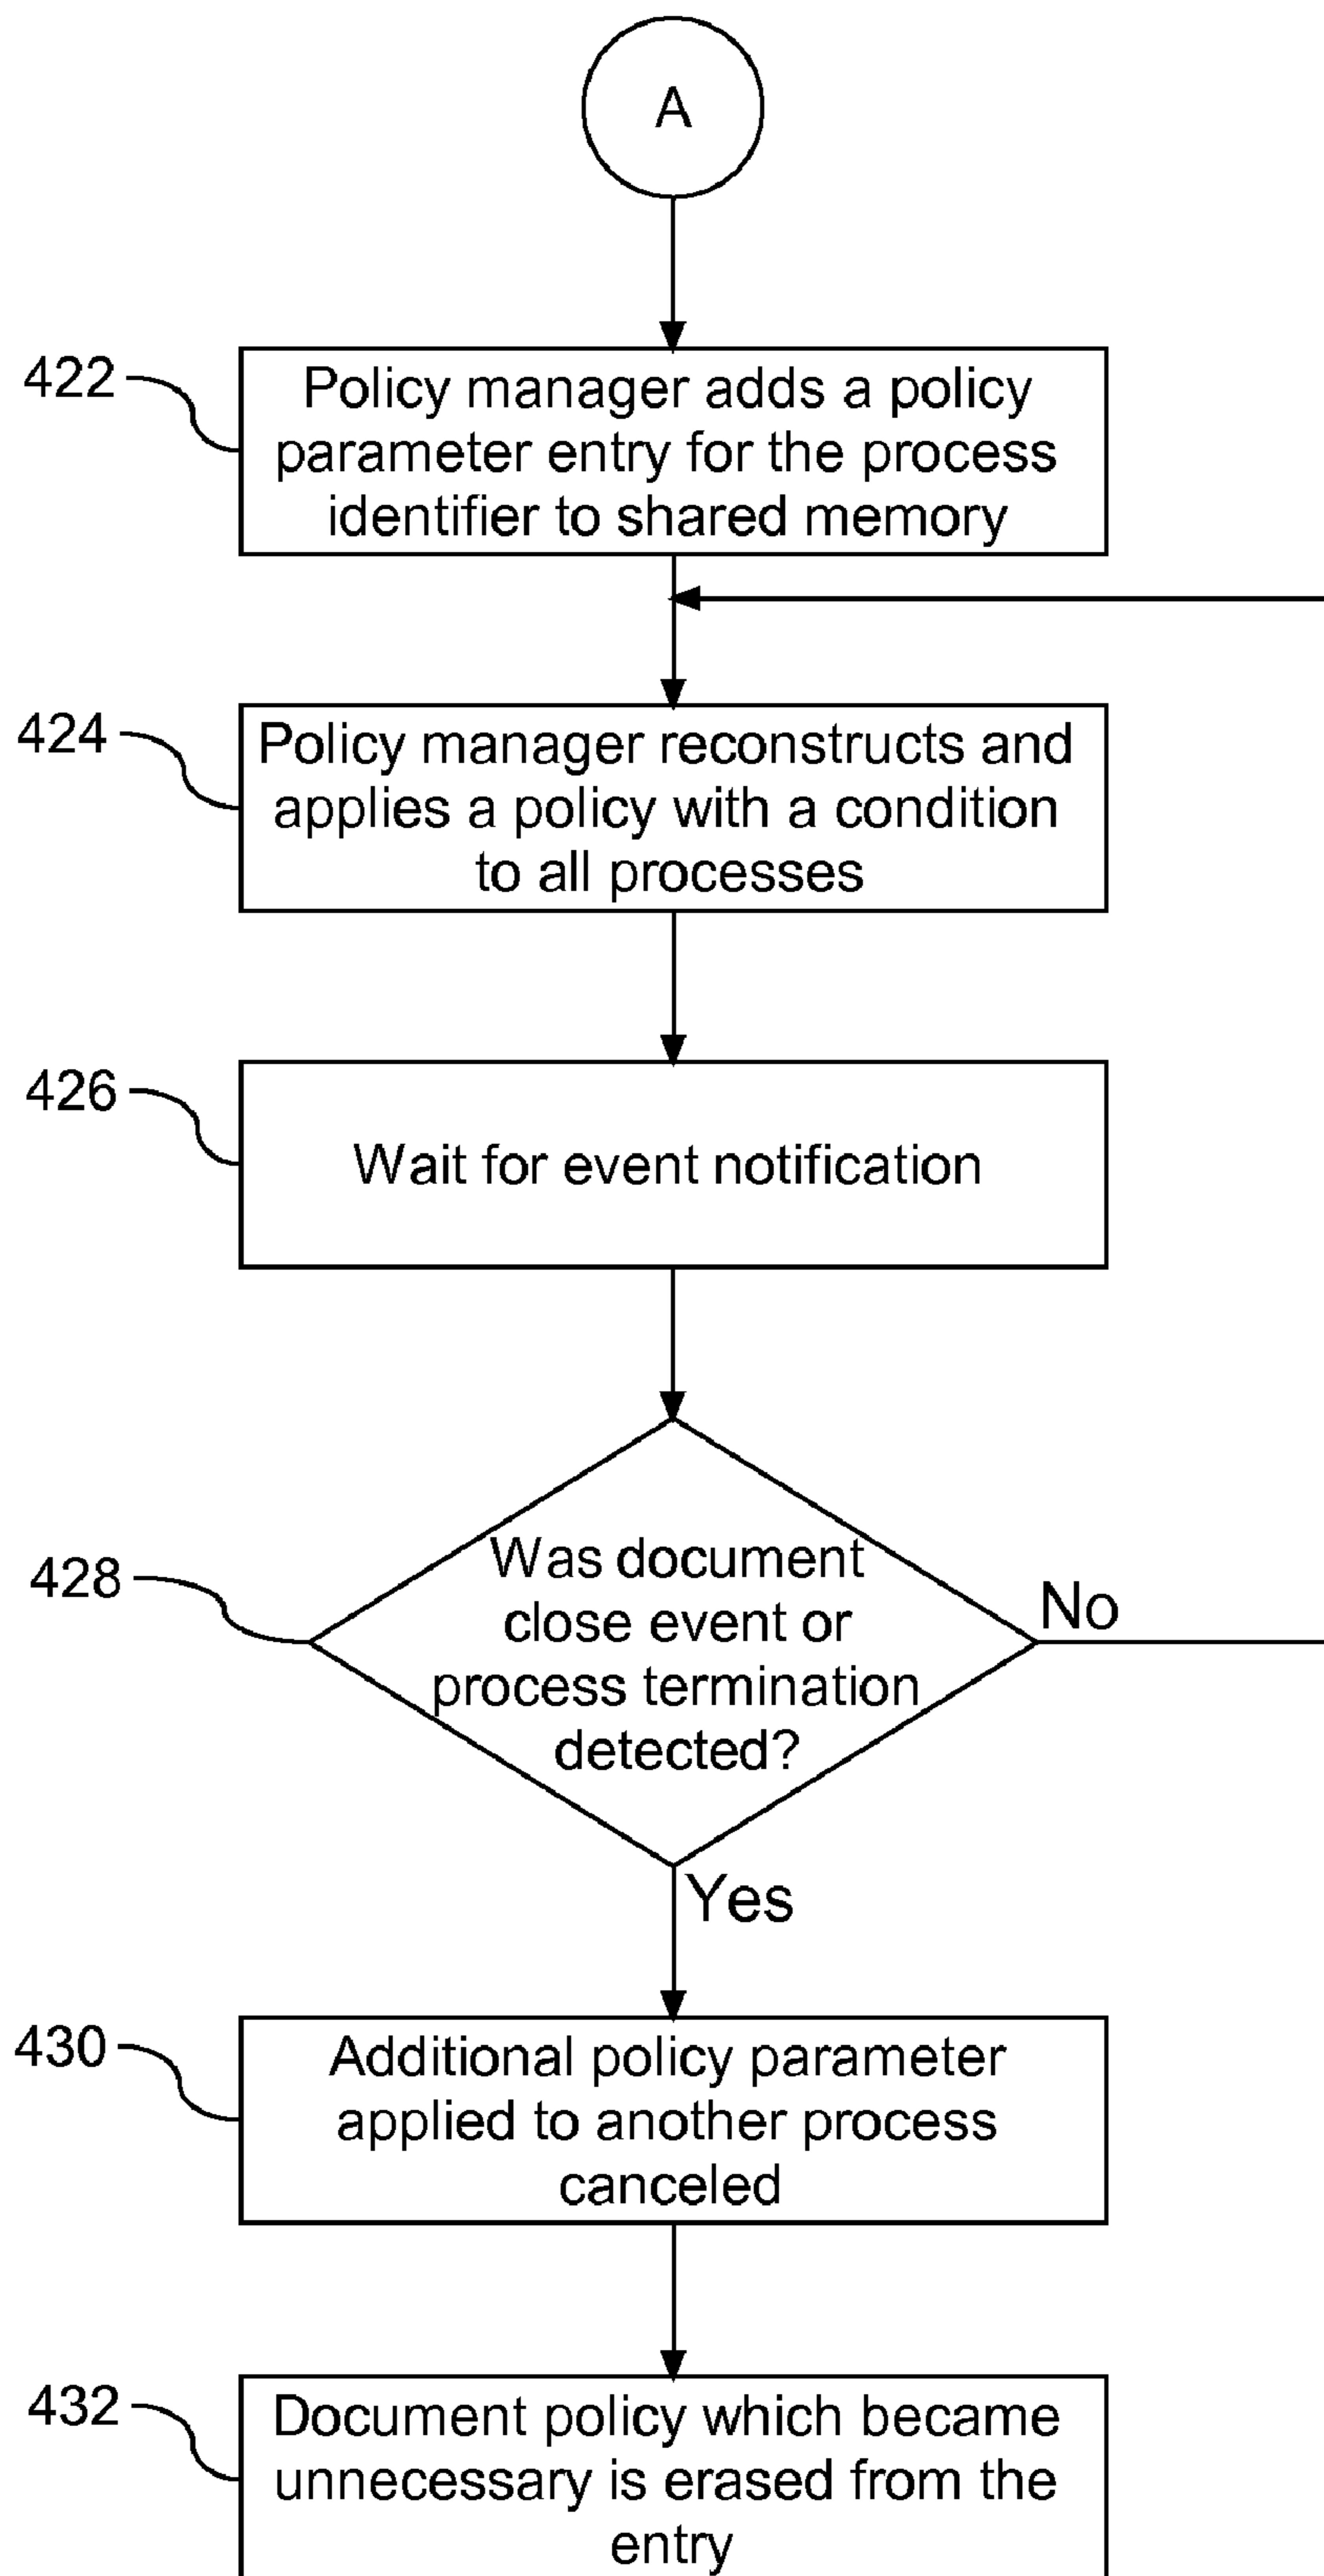 A
422
Policy manager adds a policy
parameter entry for the process
identifier to shared memory
424
Policy manager reconstructs and
applies a policy with a condition
to all processes
426
Wait for event notification
428
Was document
close event or
process termination
detected?
No
Yes
430
Additional policy parameter
applied to another process
canceled
432
Document policy which became
unnecessary is erased from the
entry